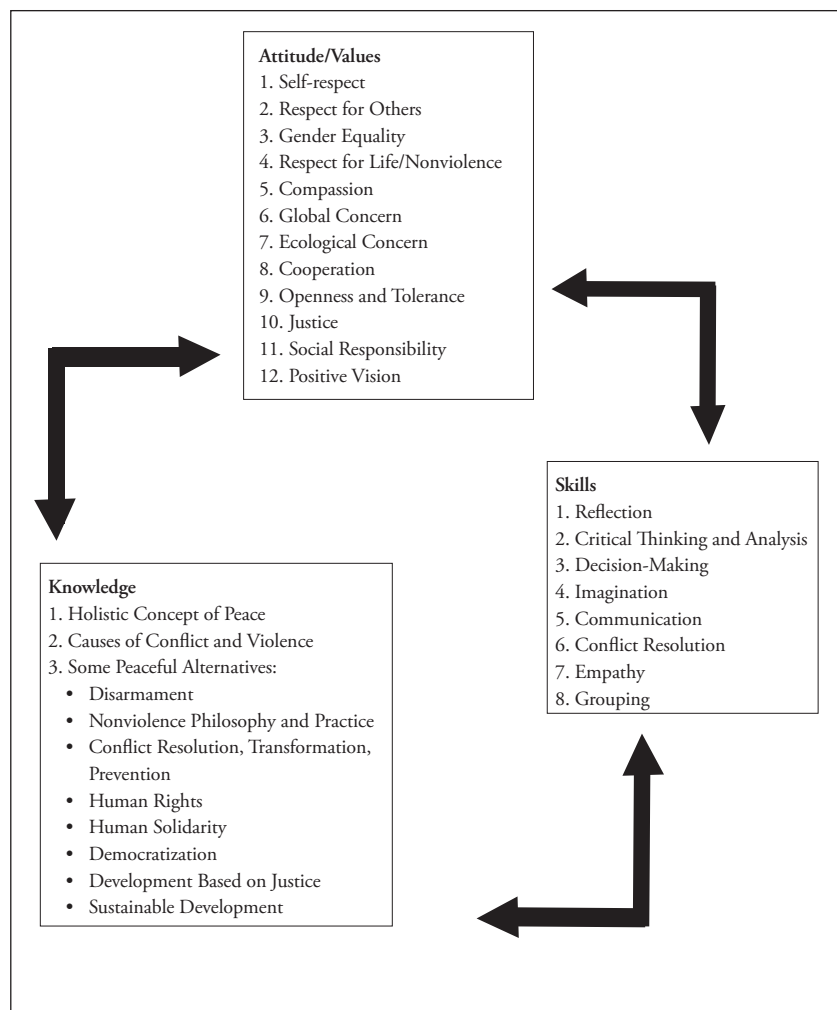 Attitude/Values
1. Self-respect
2. Respect for Others
3. Gender Equality
4. Respect for Life/Nonviolence
5. Compassion
6. Global Concern
7. Ecological Concern
8. Cooperation
9. Openness and Tolerance
10. Justice
11. Social Responsibility
12. Positive Vision
Skills
1. Reflection
2. Critical Thinking and Analysis
3. Decision-Making
4. Imagination
5. Communication
6. Conflict Resolution
7. Empathy
8. Grouping
Knowledge
1. Holistic Concept of Peace
2. Causes of Conflict and Violence
3. Some Peaceful Alternatives:
• Disarmament
• Nonviolence Philosophy and Practice
• Conflict Resolution, Transformation,
Prevention
• Human Rights
• Human Solidarity
• Democratization
• Development Based on Justice
• Sustainable Development